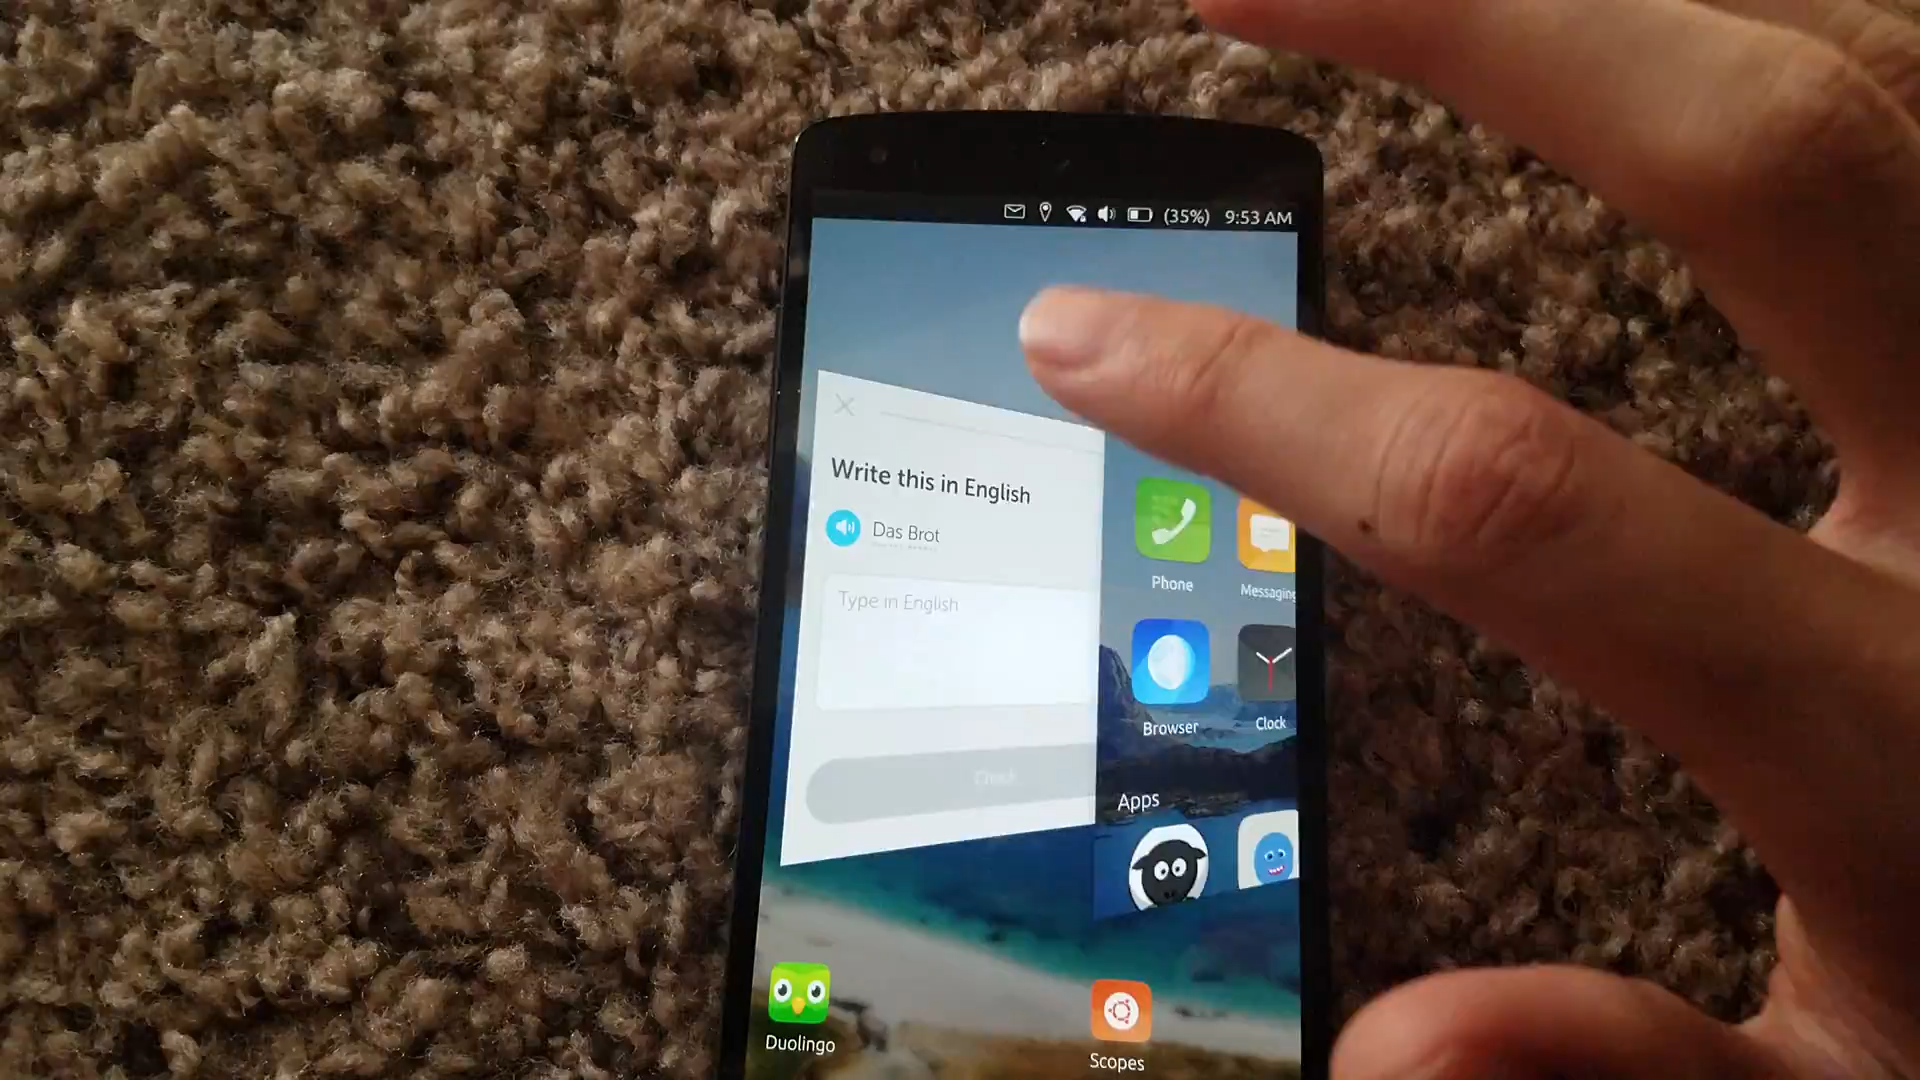 (35%) 9:53 AM
Write this in English
Das Brot
Type in English
Check
Phone
Messaging
Browser
Clock
Apps
Duolingo
Scopes